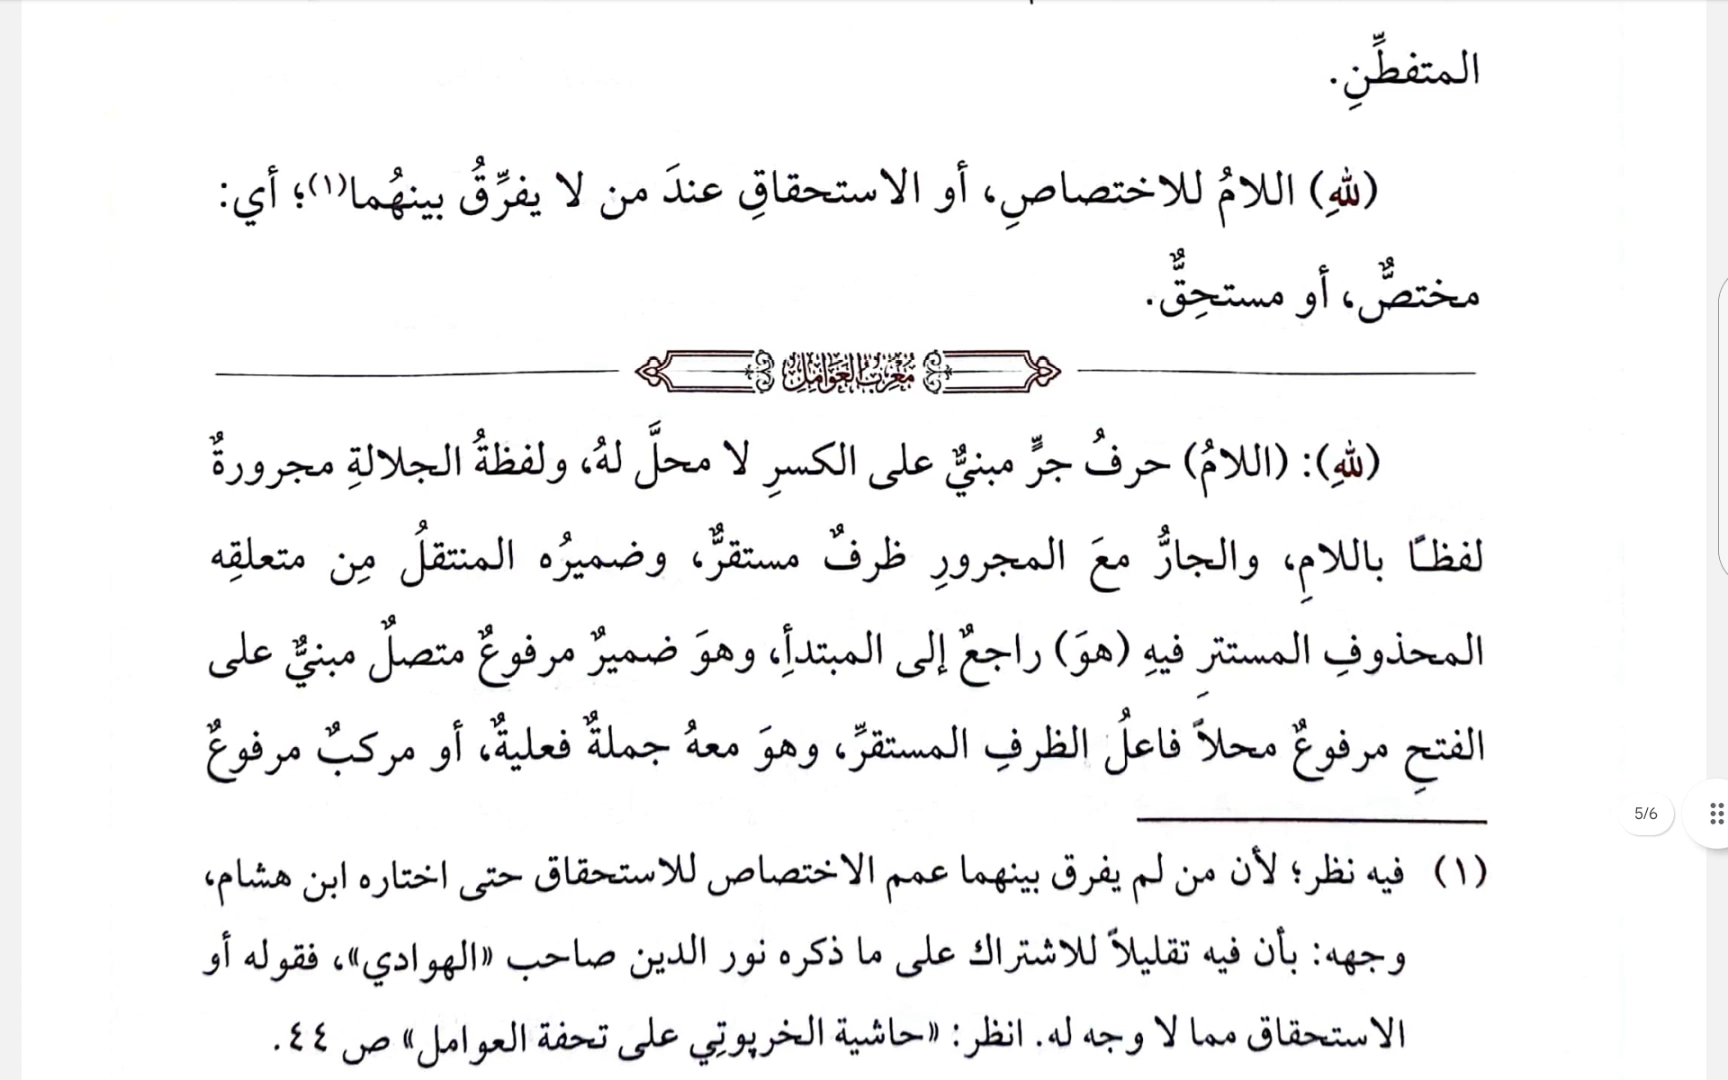 المتفطِّنِ.
(للهِ) اللامُ للاختصاصِ، أو الاستحقاقِ عندَ من لا يفرِّقُ بينهُما(١)؛ أي:
مختصٌّ، أو مستحِقٌّ.
مُعْرِبُ العَوَامِلِ
(للهِ): (اللامُ) حرفُ جرٍّ مبنيٌّ على الكسرِ لا محلَّ لهُ، ولفظةُ الجلالةِ مجرورةٌ
لفظًا باللامِ، والجارُّ معَ المجرورِ ظرفٌ مستقرٌّ، وضميرُه المنتقلُ مِن متعلقِه
المحذوفِ المستترِ فيهِ (هوَ) راجعٌ إلى المبتدأِ، وهوَ ضميرٌ مرفوعٌ متصلٌ مبنيٌّ على
الفتحِ مرفوعٌ محلاً فاعلُ الظرفِ المستقرِّ، وهوَ معهُ جملةٌ فعليةٌ، أو مركبٌ مرفوعٌ
(١) فيه نظر؛ لأن من لم يفرق بينهما عمم الاختصاص للاستحقاق حتى اختاره ابن هشام،
وجهه: بأن فيه تقليلاً للاشتراك على ما ذكره نور الدين صاحب «الهوادي»، فقوله أو
الاستحقاق مما لا وجه له. انظر: «حاشية الخرپوتِي على تحفة العوامل» ص ٤٤.
5/6